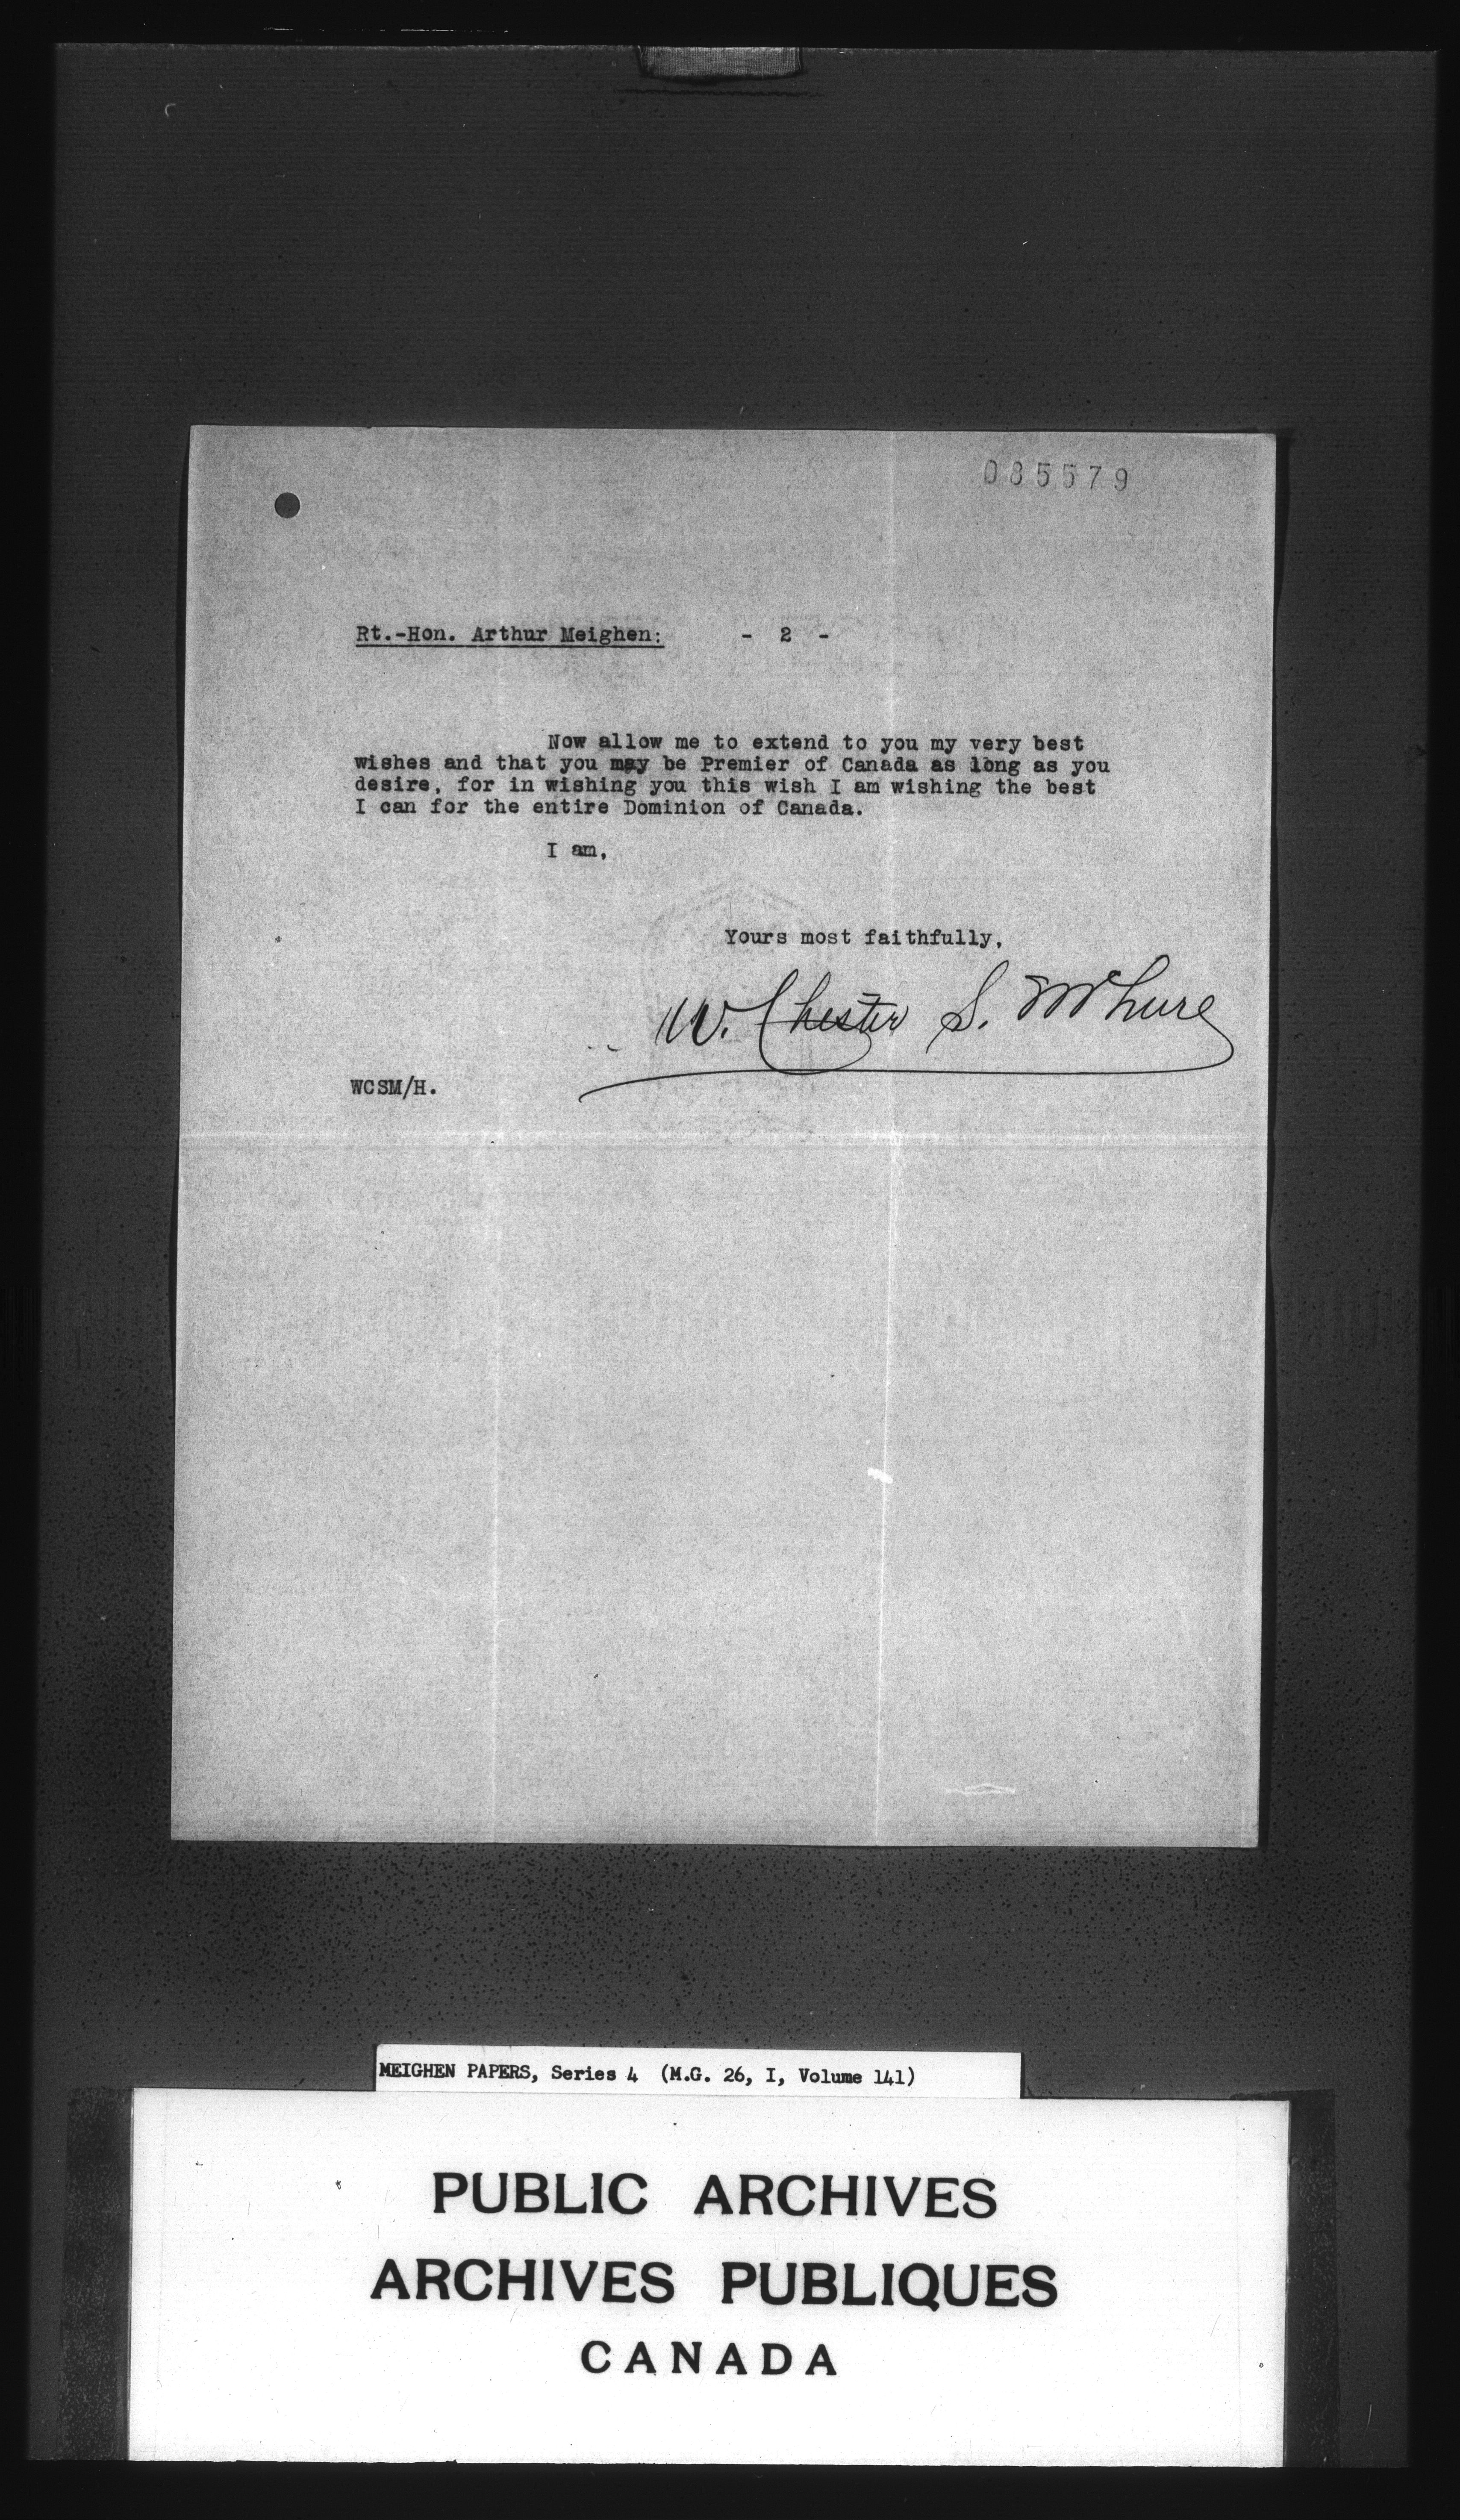 085579
Rt.-Hon. Arthur Meighen: - 2 -
Now allow me to extend to you my very best
wishes and that you may be Premier of Canada as long as you
desire, for in wishing you this wish I am wishing the best
I can for the entire Dominion of Canada.
I am,
Yours most faithfully,
W. Chester S. McLure
WCSM/H.
MEIGHEN PAPERS, Series 4 (M.G. 26, I, Volume 141)
PUBLIC ARCHIVES
ARCHIVES PUBLIQUES
CANADA